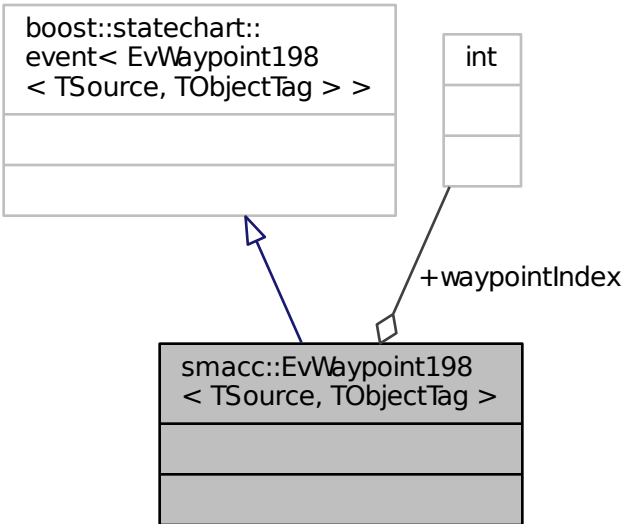 boost::statechart::
event< EvWaypoint198
< TSource, TObjectTag > >
int
+waypointIndex
smacc::EvWaypoint198
< TSource, TObjectTag >